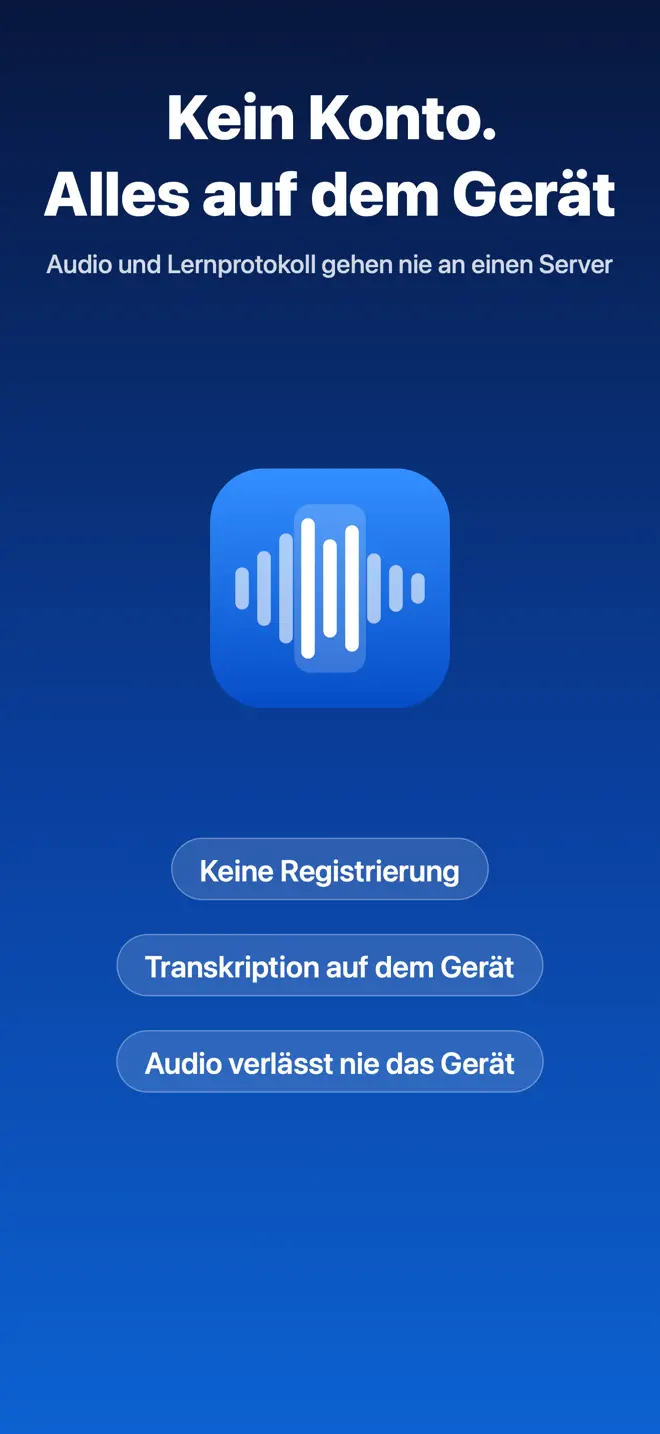 Kein Konto.
Alles auf dem Gerät
Audio und Lernprotokoll gehen nie an einen Server
Keine Registrierung
Transkription auf dem Gerät
Audio verlässt nie das Gerät